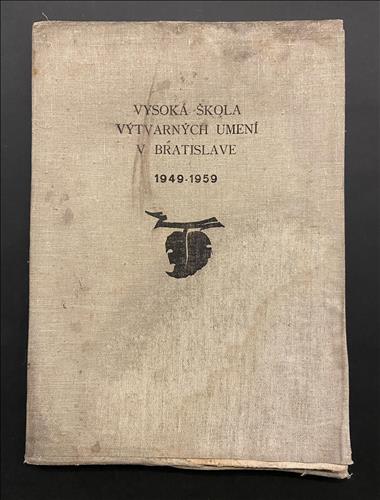 VYSOKÁ ŠKOLA
VÝTVARNÝCH UMENÍ
V BRATISLAVE
1949-1959